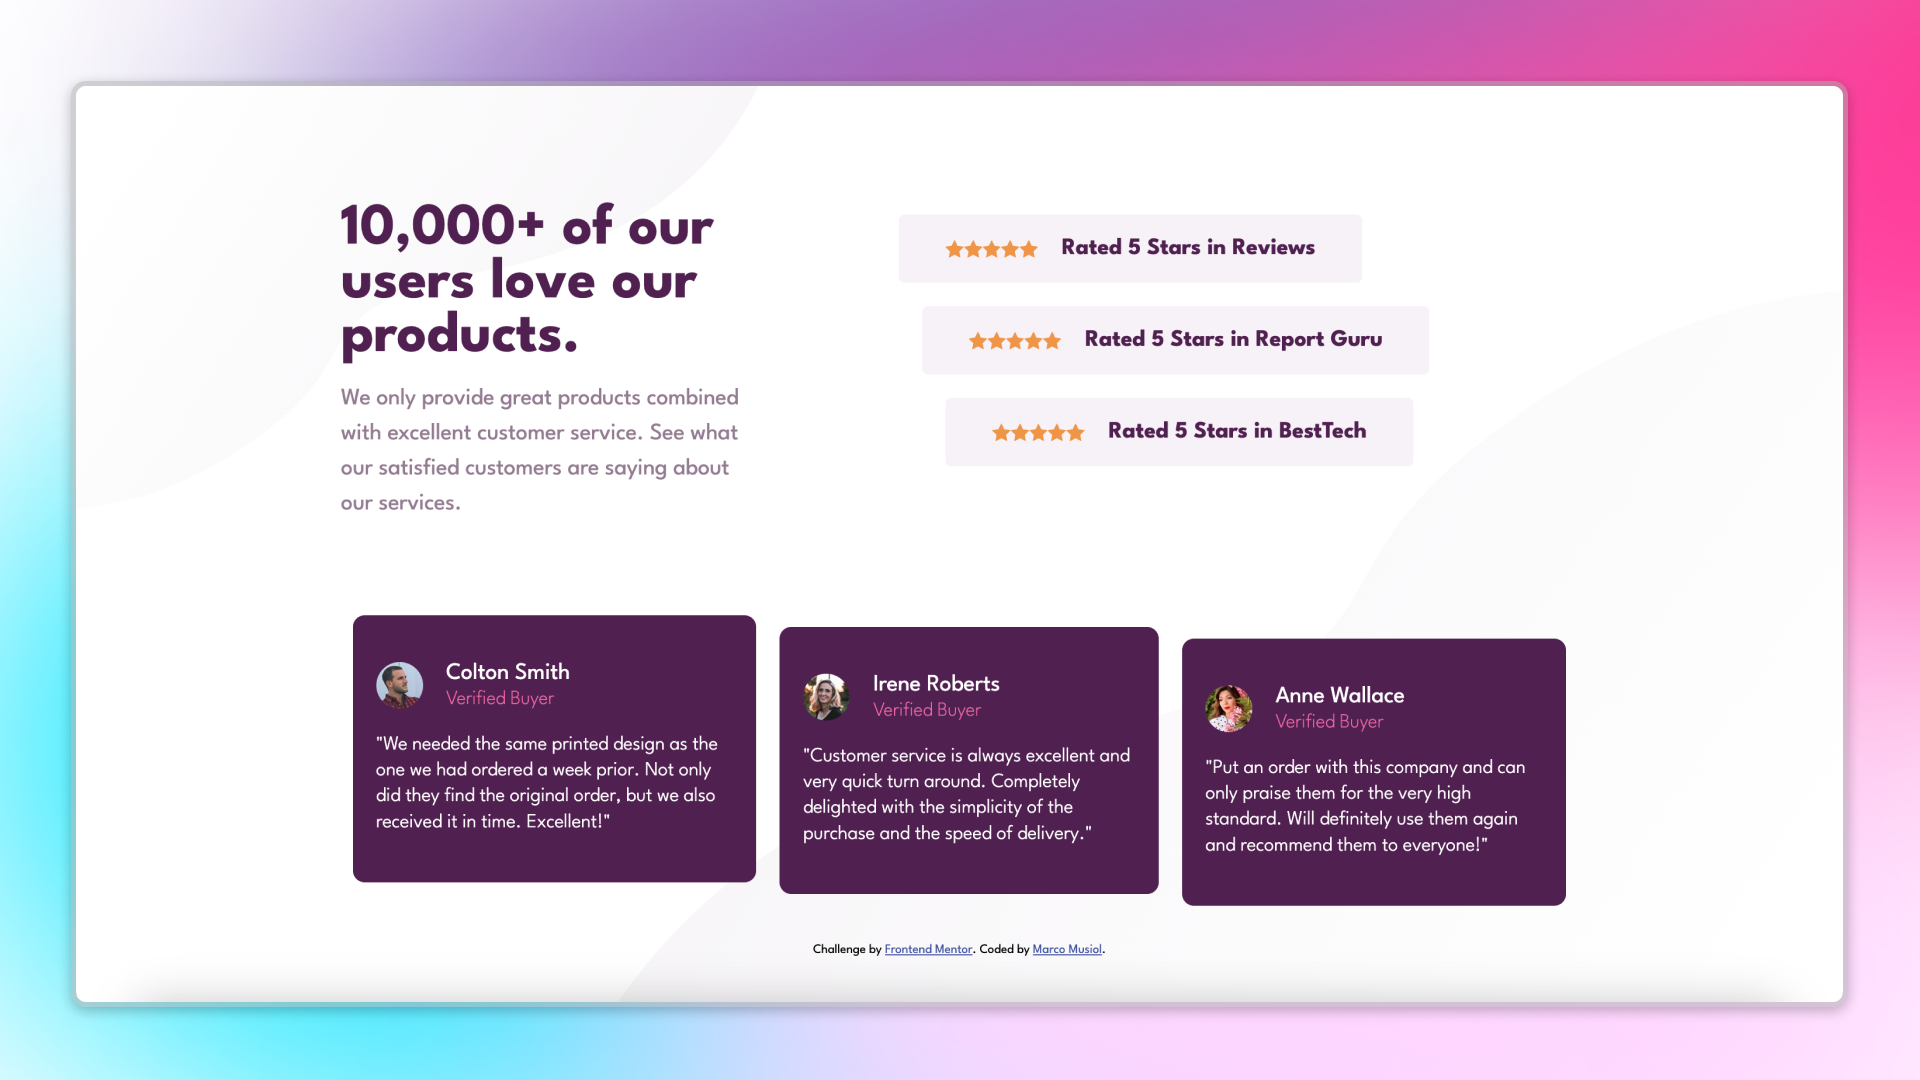 10,000+ of our
users love our
products.
We only provide great products combined
with excellent customer service. See what
our satisfied customers are saying about
our services.
Rated 5 Stars in Reviews
Rated 5 Stars in Report Guru
Rated 5 Stars in BestTech
Colton Smith
Verified Buyer
"We needed the same printed design as the
one we had ordered a week prior. Not only
did they find the original order, but we also
received it in time. Excellent!"
Irene Roberts
Verified Buyer
"Customer service is always excellent and
very quick turn around. Completely
delighted with the simplicity of the
purchase and the speed of delivery."
Anne Wallace
Verified Buyer
"Put an order with this company and can
only praise them for the very high
standard. Will definitely use them again
and recommend them to everyone!"
Challenge by Frontend Mentor. Coded by Marco Musiol.